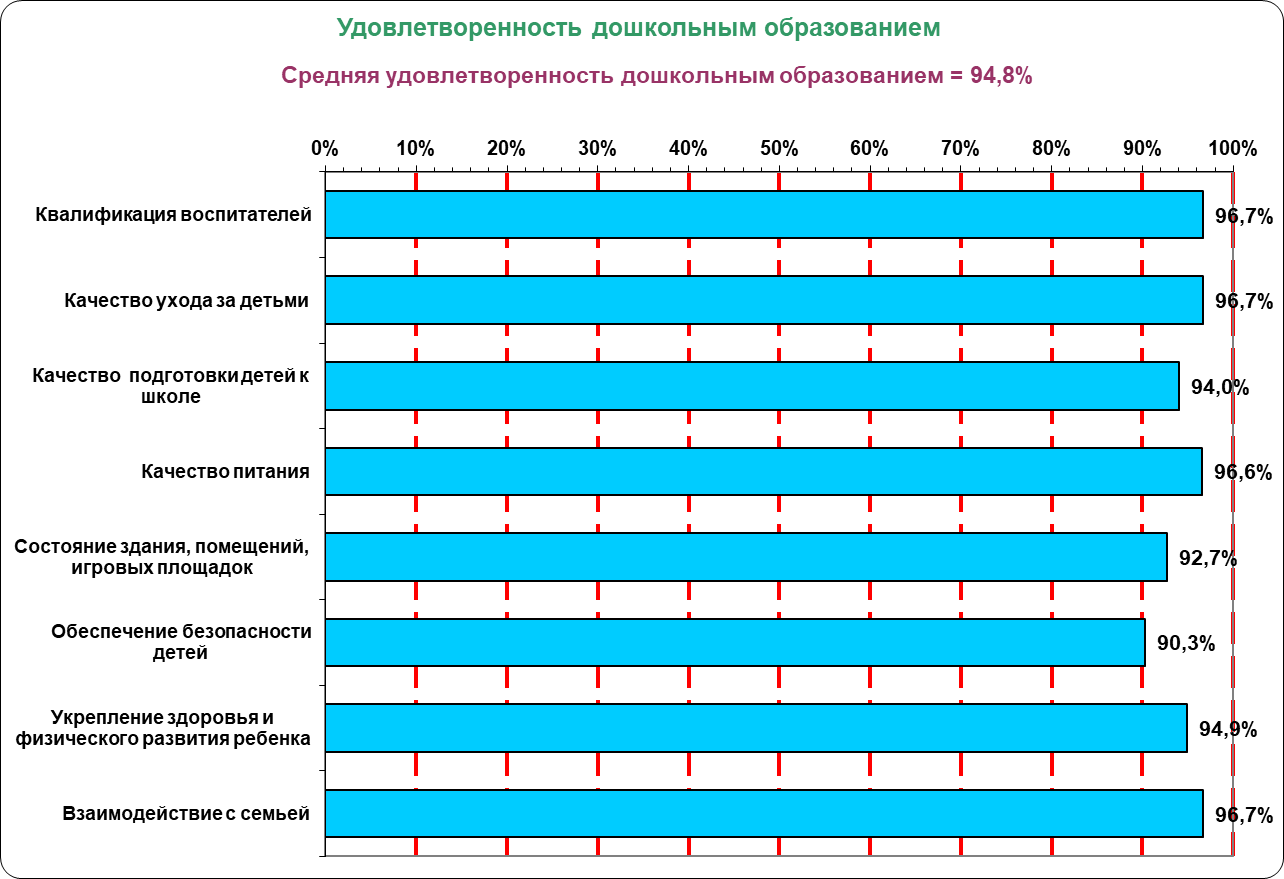 Удовлетворенность дошкольным образованием
Средняя удовлетворенность дошкольным образованием = 94,8%
0% 10% 20% 30% 40% 50% 60% 70% 80% 90% 100%
Квалификация воспитателей 96,7%
Качество ухода за детьми 96,7%
Качество подготовки детей к
школе
94,0%
Качество питания 96,6%
Состояние здания, помещений,
игровых площадок
92,7%
Обеспечение безопасности
детей
90,3%
Укрепление здоровья и
физического развития ребенка
94,9%
Взаимодействие с семьей 96,7%